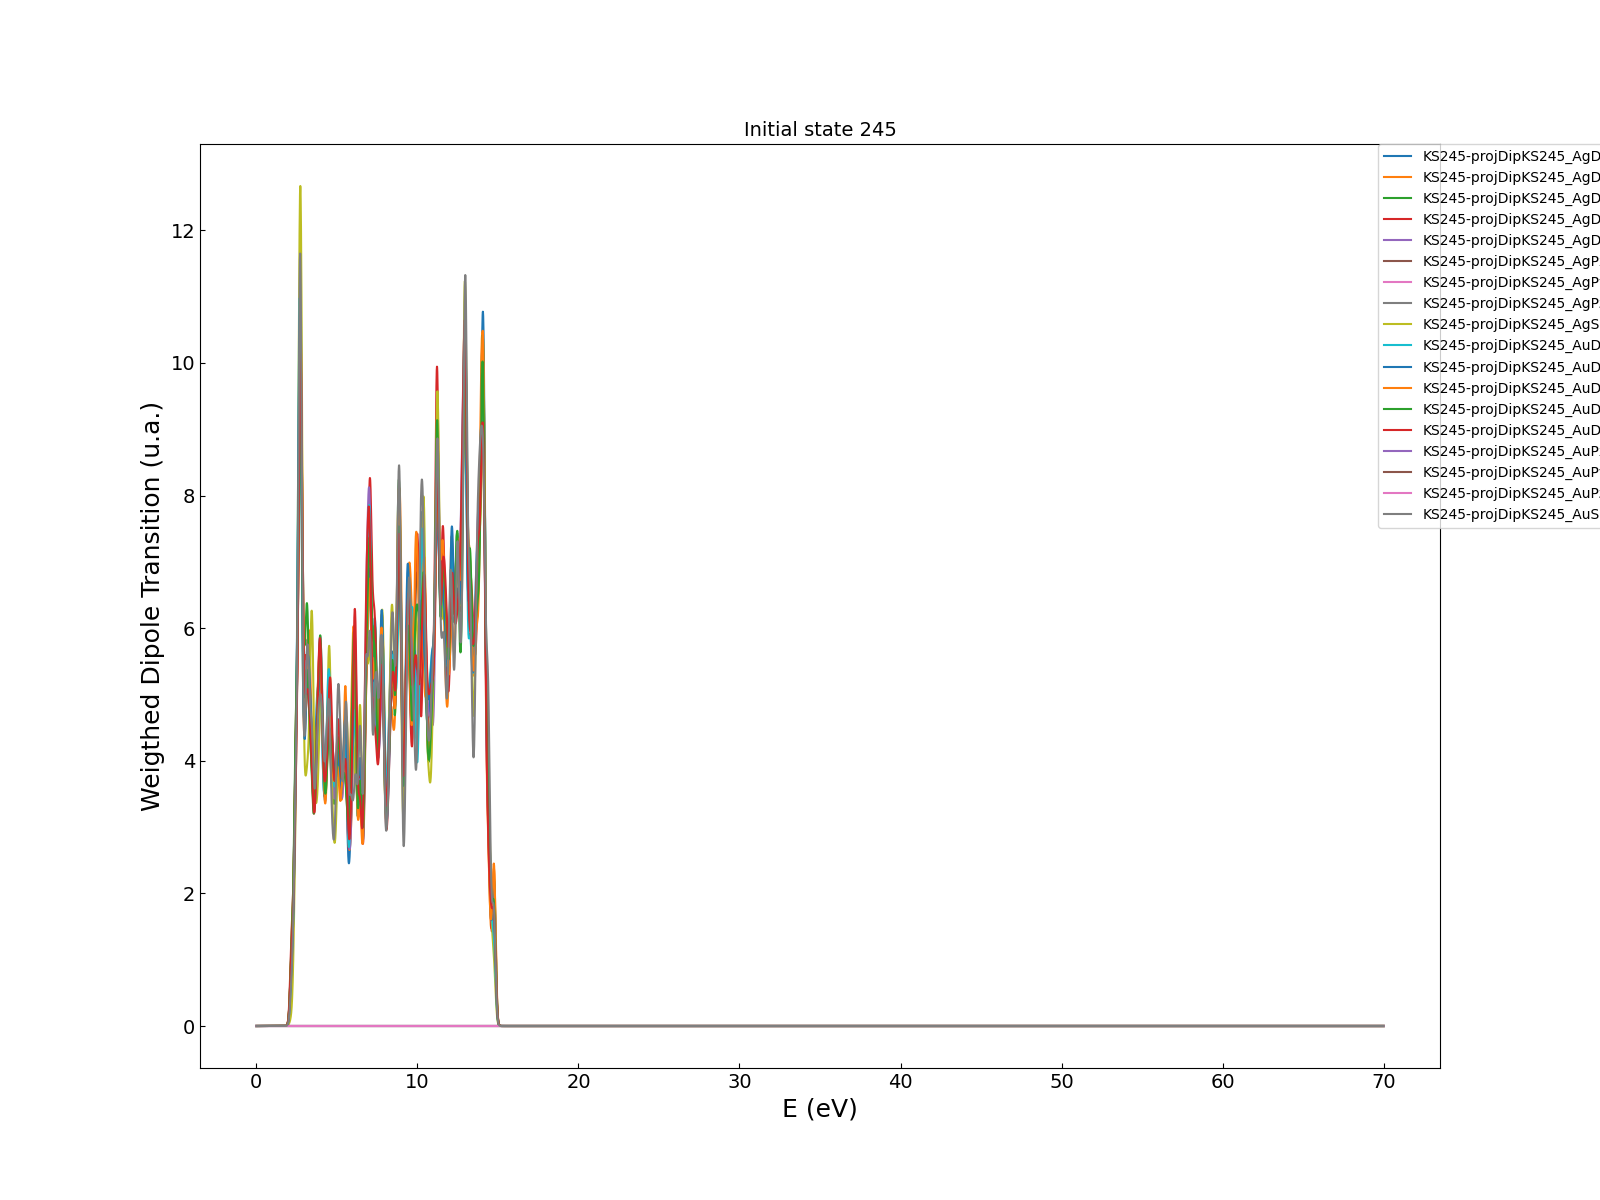 Initial state 245
KS245-projDipKS245_AgD
KS245-projDipKS245_AgD
KS245-projDipKS245_AgD
KS245-projDipKS245_AgD
KS245-projDipKS245_AgD
KS245-projDipKS245_AgP
KS245-projDipKS245_AgP
KS245-projDipKS245_AgP
KS245-projDipKS245_AgS
KS245-projDipKS245_AuD
KS245-projDipKS245_AuD
KS245-projDipKS245_AuD
KS245-projDipKS245_AuD
KS245-projDipKS245_AuD
KS245-projDipKS245_AuP
KS245-projDipKS245_AuP
KS245-projDipKS245_AuP
KS245-projDipKS245_AuS
Weigthed Dipole Transition (u.a.)
12
10
8
6
4
2
0
0 10 20 30 40 50 60 70
E (eV)